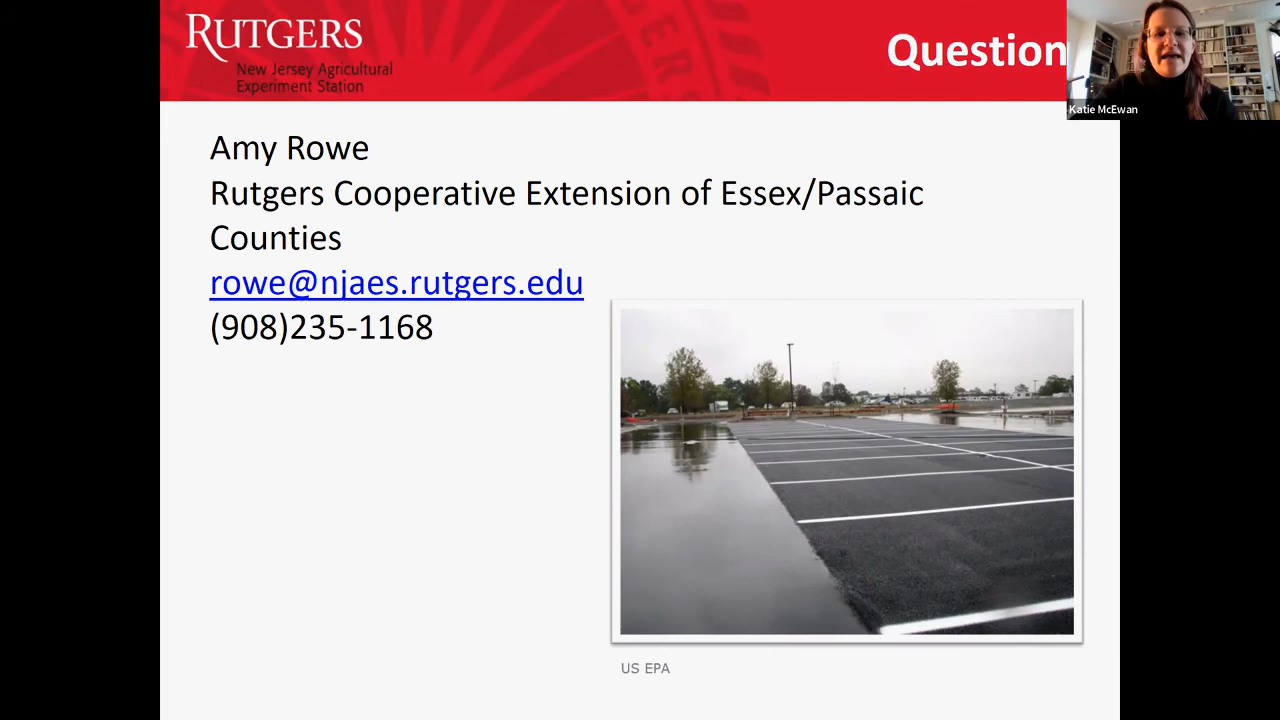 RUTGERS
New Jersey Agricultural
Experiment Station
Question
Katie McEwan
Amy Rowe
Rutgers Cooperative Extension of Essex/Passaic
Counties
rowe@njaes.rutgers.edu
(908)235-1168
US EPA